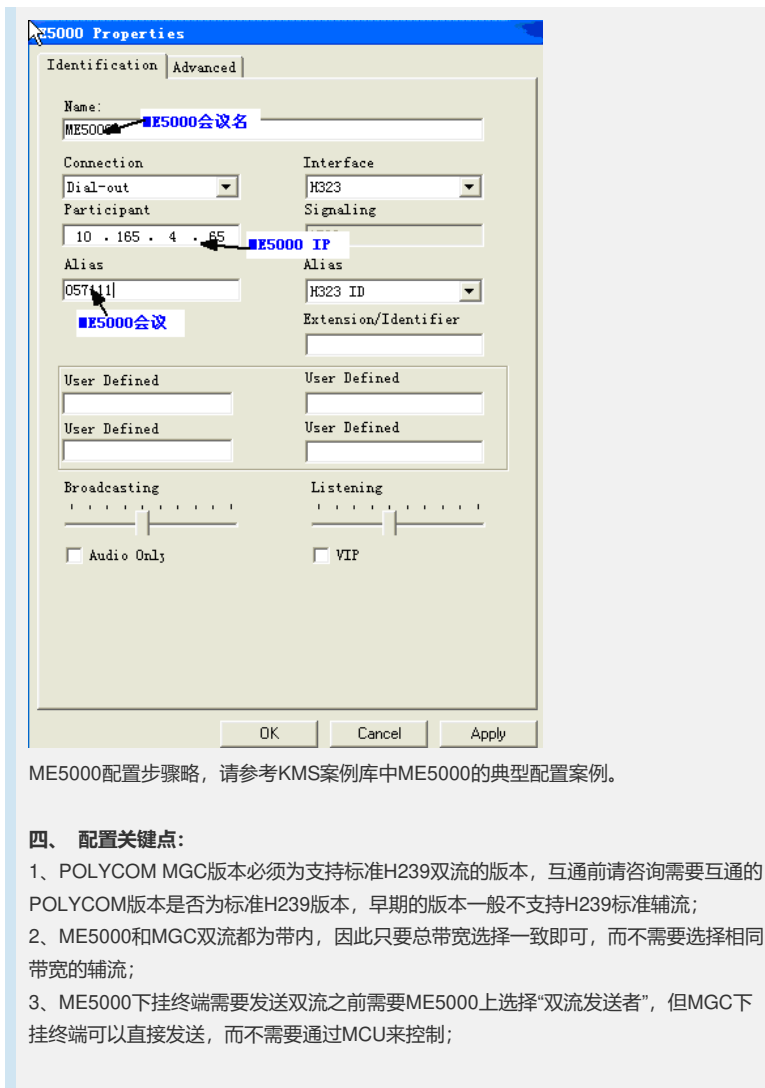 ME5000 Properties
Identification Advanced
Name:
ME5000会议名
Connection Interface
Dial-out H323
Participant Signaling
10 . 165 . 4 . 65
ME5000 IP
Alias Alias
057111 H323 ID
ME5000会议
Extension/Identifier
User Defined User Defined
User Defined User Defined
Broadcasting Listening
Audio Only VIP
OK Cancel Apply
ME5000配置步骤略，请参考KMS案例库中ME5000的典型配置案例。
四、 配置关键点：
1、POLYCOM MGC版本必须为支持标准H239双流的版本，互通前请咨询需要互通的
POLYCOM版本是否为标准H239版本，早期的版本一般不支持H239标准辅流；
2、ME5000和MGC双流都为带内，因此只要总带宽选择一致即可，而不需要选择相同
带宽的辅流；
3、ME5000下挂终端需要发送双流之前需要ME5000上选择“双流发送者”，但MGC下
挂终端可以直接发送，而不需要通过MCU来控制；